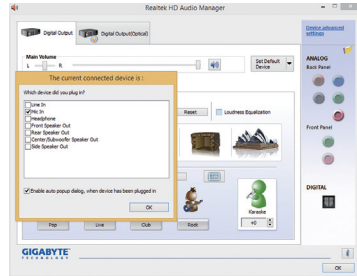 Realtek HD Audio Manager
Digital Output
Digital Output(Optical)
Device advanced
settings
Main Volume
L
R
Set Default
Device
ANALOG
Back Panel
The current connected device is :
Which device did you plug in?
Line In
Mic In
Headphone
Front Speaker Out
Rear Speaker Out
Center/Subwoofer Speaker Out
Side Speaker Out
Reset
Loudness Equalization
Front Panel
Enable auto popup dialog, when device has been plugged in
OK
DIGITAL
Karaoke
Pop
Live
Club
Rock
+0
GIGABYTE
TECHNOLOGY
OK